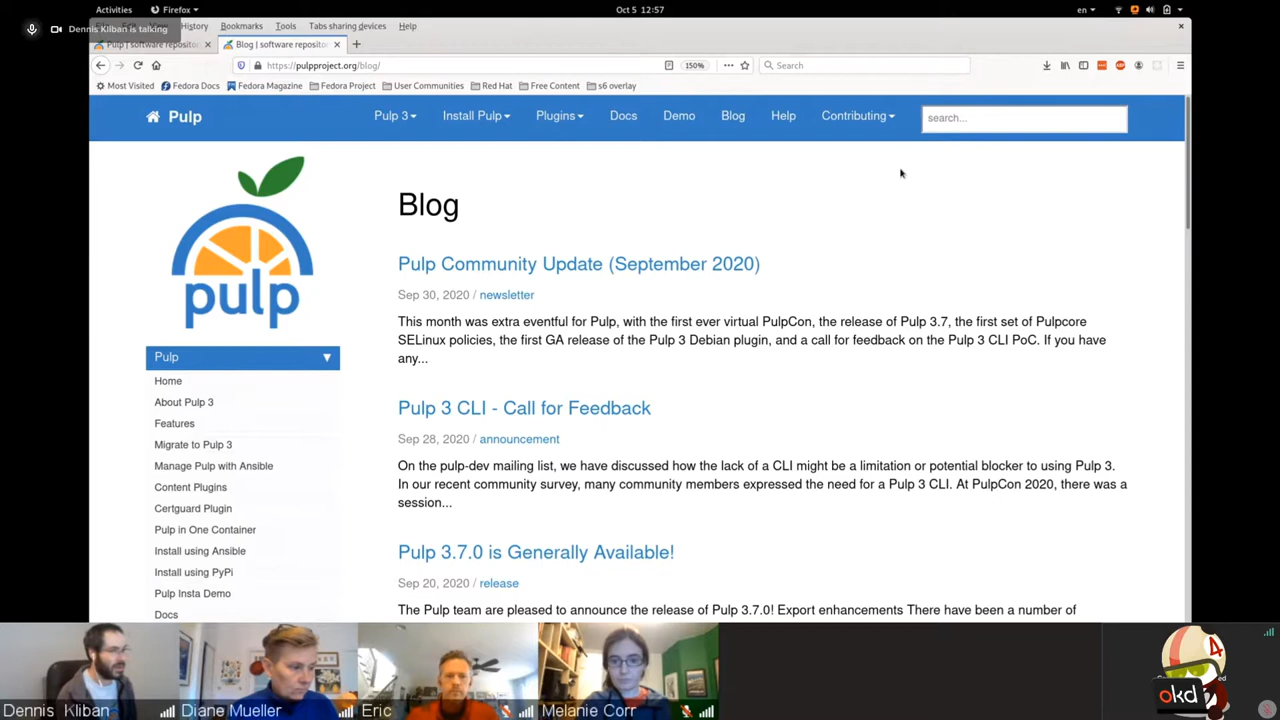 Activities
Firefox
Oct 5 12:57
en
Dennis Kliban is talking
History
Bookmarks
Tools
Tabs sharing devices
Help
Pulp | software reposito
Blog | software reposito
https://pulpproject.org/blog/
150%
Search
Most Visited
Fedora Docs
Fedora Magazine
Fedora Project
User Communities
Red Hat
Free Content
s6 overlay
Pulp
Pulp 3
Install Pulp
Plugins
Docs
Demo
Blog
Help
Contributing
search...
pulp
Blog
Pulp Community Update (September 2020)
Sep 30, 2020 / newsletter
This month was extra eventful for Pulp, with the first ever virtual PulpCon, the release of Pulp 3.7, the first set of Pulpcore
SELinux policies, the first GA release of the Pulp 3 Debian plugin, and a call for feedback on the Pulp 3 CLI PoC. If you have
any...
Pulp 3 CLI - Call for Feedback
Sep 28, 2020 / announcement
On the pulp-dev mailing list, we have discussed how the lack of a CLI might be a limitation or potential blocker to using Pulp 3.
In our recent community survey, many community members expressed the need for a Pulp 3 CLI. At PulpCon 2020, there was a
session...
Pulp 3.7.0 is Generally Available!
Sep 20, 2020 / release
The Pulp team are pleased to announce the release of Pulp 3.7.0! Export enhancements There have been a number of
Pulp
Home
About Pulp 3
Features
Migrate to Pulp 3
Manage Pulp with Ansible
Content Plugins
Certguard Plugin
Pulp in One Container
Install using Ansible
Install using PyPi
Pulp Insta Demo
Docs
Dennis Kliban
Diane Mueller
Eric
Melanie Corr
4
okd